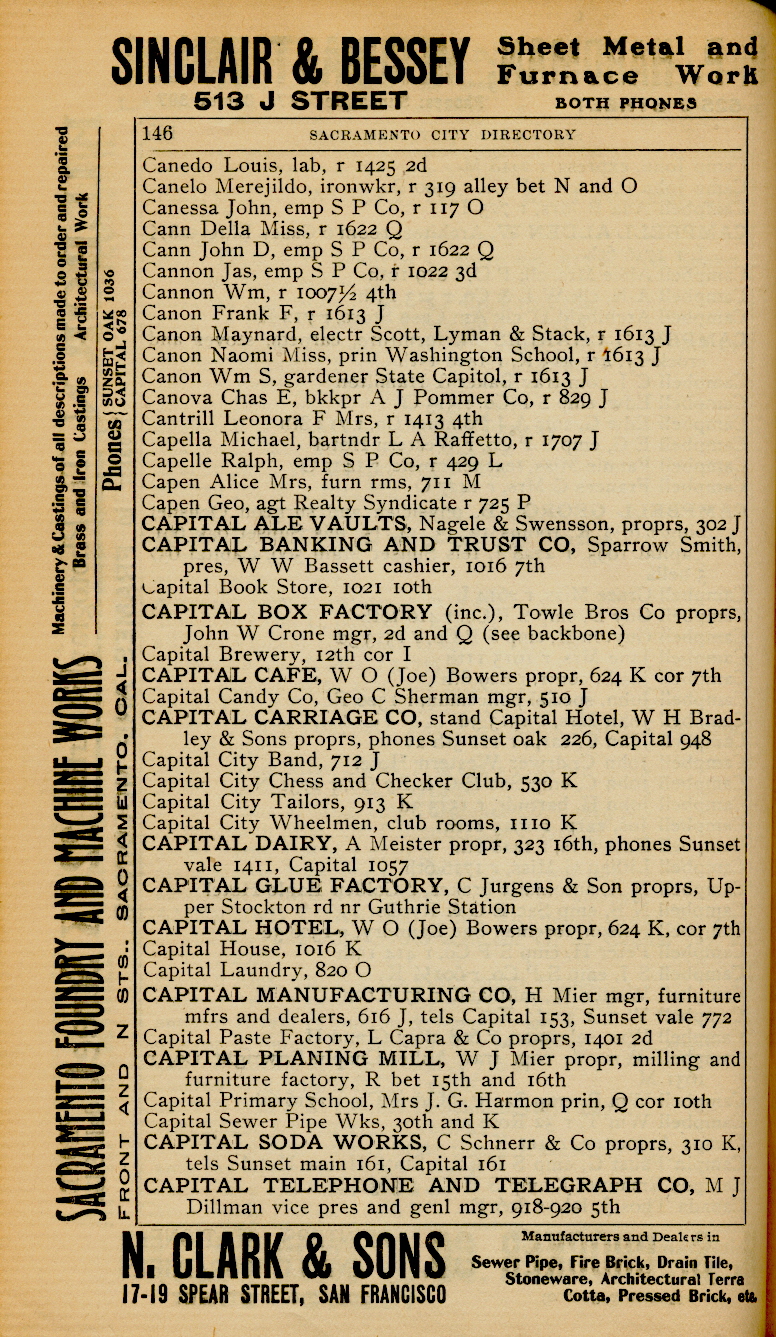 SINCLAIR & BESSEY
513 J STREET
Sheet Metal and
Furnace Work
BOTH PHONES
Machinery & Castings of all descriptions made to order and repaired
Brass and Iron Castings Architectural Work
Phones { SUNSET OAK 1036
CAPITAL 678
SACRAMENTO FOUNDRY AND MACHINE WORKS
FRONT AND N STS., SACRAMENTO, CAL.
146 SACRAMENTO CITY DIRECTORY
Canedo Louis, lab, r 1425 2d
Canelo Merejildo, ironwkr, r 319 alley bet N and O
Canessa John, emp S P Co, r 117 O
Cann Della Miss, r 1622 Q
Cann John D, emp S P Co, r 1622 Q
Cannon Jas, emp S P Co, r 1022 3d
Cannon Wm, r 1007½ 4th
Canon Frank F, r 1613 J
Canon Maynard, electr Scott, Lyman & Stack, r 1613 J
Canon Naomi Miss, prin Washington School, r 1613 J
Canon Wm S, gardener State Capitol, r 1613 J
Canova Chas E, bkkpr A J Pommer Co, r 829 J
Cantrill Leonora F Mrs, r 1413 4th
Capella Michael, bartndr L A Raffetto, r 1707 J
Capelle Ralph, emp S P Co, r 429 L
Capen Alice Mrs, furn rms, 711 M
Capen Geo, agt Realty Syndicate r 725 P
CAPITAL ALE VAULTS, Nagele & Swensson, proprs, 302 J
CAPITAL BANKING AND TRUST CO, Sparrow Smith,
pres, W W Bassett cashier, 1016 7th
Capital Book Store, 1021 10th
CAPITAL BOX FACTORY (inc.), Towle Bros Co proprs,
John W Crone mgr, 2d and Q (see backbone)
Capital Brewery, 12th cor I
CAPITAL CAFE, W O (Joe) Bowers propr, 624 K cor 7th
Capital Candy Co, Geo C Sherman mgr, 510 J
CAPITAL CARRIAGE CO, stand Capital Hotel, W H Brad-
ley & Sons proprs, phones Sunset oak 226, Capital 948
Capital City Band, 712 J
Capital City Chess and Checker Club, 530 K
Capital City Tailors, 913 K
Capital City Wheelmen, club rooms, 1110 K
CAPITAL DAIRY, A Meister propr, 323 16th, phones Sunset
vale 1411, Capital 1057
CAPITAL GLUE FACTORY, C Jurgens & Son proprs, Up-
per Stockton rd nr Guthrie Station
CAPITAL HOTEL, W O (Joe) Bowers propr, 624 K, cor 7th
Capital House, 1016 K
Capital Laundry, 820 O
CAPITAL MANUFACTURING CO, H Mier mgr, furniture
mfrs and dealers, 616 J, tels Capital 153, Sunset vale 772
Capital Paste Factory, L Capra & Co proprs, 1401 2d
CAPITAL PLANING MILL, W J Mier propr, milling and
furniture factory, R bet 15th and 16th
Capital Primary School, Mrs J. G. Harmon prin, Q cor 10th
Capital Sewer Pipe Wks, 30th and K
CAPITAL SODA WORKS, C Schnerr & Co proprs, 310 K,
tels Sunset main 161, Capital 161
CAPITAL TELEPHONE AND TELEGRAPH CO, M J
Dillman vice pres and genl mgr, 918-920 5th
N. CLARK & SONS
17-19 SPEAR STREET, SAN FRANCISCO
Manufacturers and Dealers in
Sewer Pipe, Fire Brick, Drain Tile,
Stoneware, Architectural Terra
Cotta, Pressed Brick, etc.